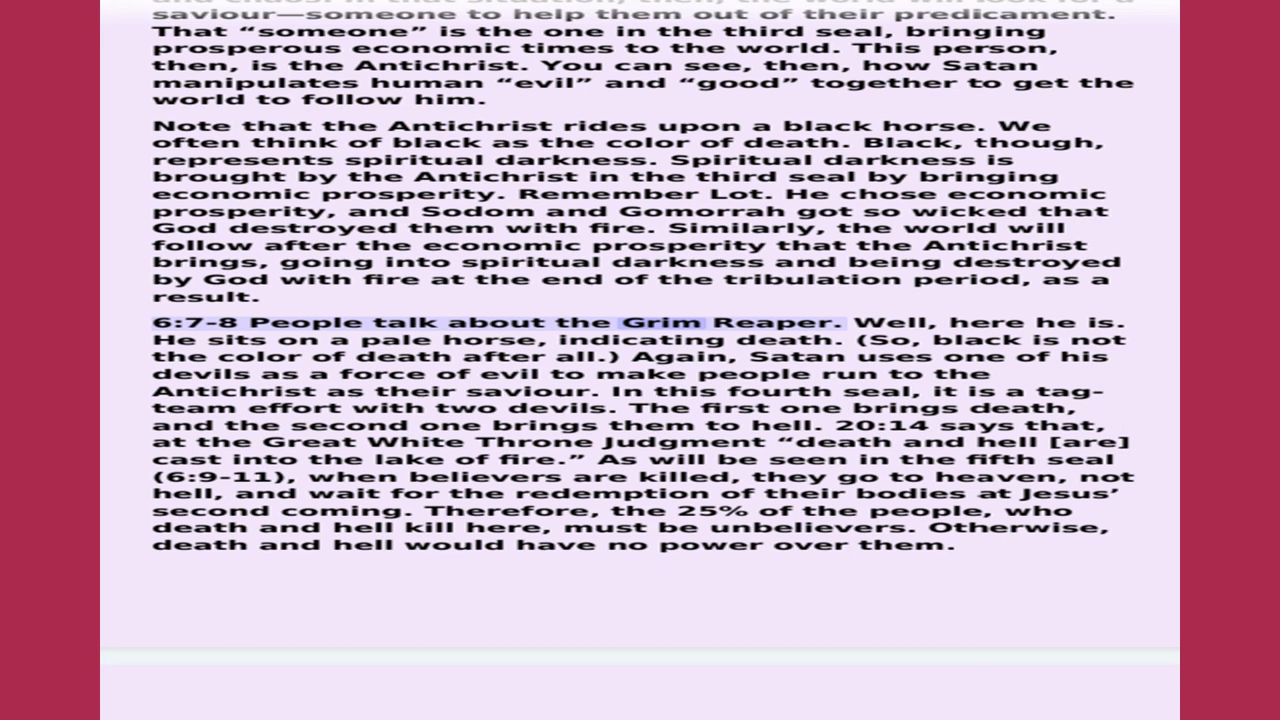 and chaos. In that situation, then, the world will look for a
saviour—someone to help them out of their predicament.
That “someone” is the one in the third seal, bringing
prosperous economic times to the world. This person,
then, is the Antichrist. You can see, then, how Satan
manipulates human “evil” and “good” together to get the
world to follow him.
Note that the Antichrist rides upon a black horse. We
often think of black as the color of death. Black, though,
represents spiritual darkness. Spiritual darkness is
brought by the Antichrist in the third seal by bringing
economic prosperity. Remember Lot. He chose economic
prosperity, and Sodom and Gomorrah got so wicked that
God destroyed them with fire. Similarly, the world will
follow after the economic prosperity that the Antichrist
brings, going into spiritual darkness and being destroyed
by God with fire at the end of the tribulation period, as a
result.
6:7-8 People talk about the Grim Reaper. Well, here he is.
He sits on a pale horse, indicating death. (So, black is not
the color of death after all.) Again, Satan uses one of his
devils as a force of evil to make people run to the
Antichrist as their saviour. In this fourth seal, it is a tag-
team effort with two devils. The first one brings death,
and the second one brings them to hell. 20:14 says that,
at the Great White Throne Judgment “death and hell [are]
cast into the lake of fire.” As will be seen in the fifth seal
(6:9-11), when believers are killed, they go to heaven, not
hell, and wait for the redemption of their bodies at Jesus’
second coming. Therefore, the 25% of the people, who
death and hell kill here, must be unbelievers. Otherwise,
death and hell would have no power over them.